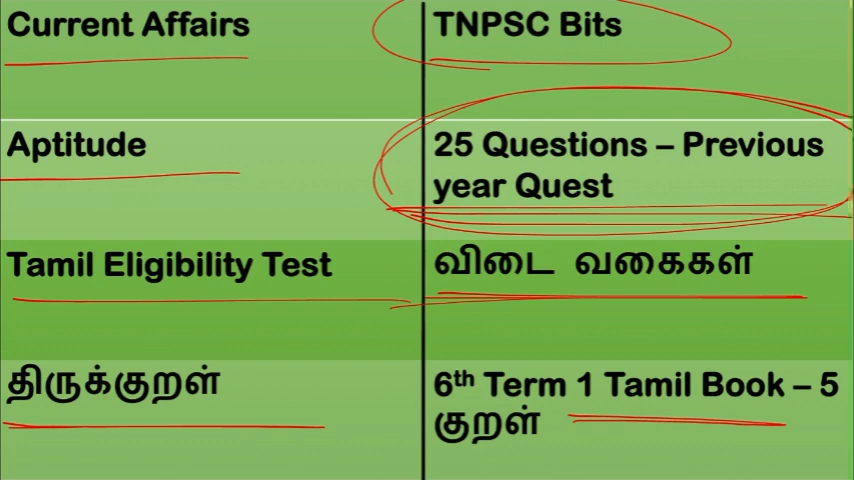 Current Affairs
TNPSC Bits
Aptitude
25 Questions – Previous
year Quest
Tamil Eligibility Test
விடை வகைகள்
திருக்குறள்
6th Term 1 Tamil Book – 5
குறள்